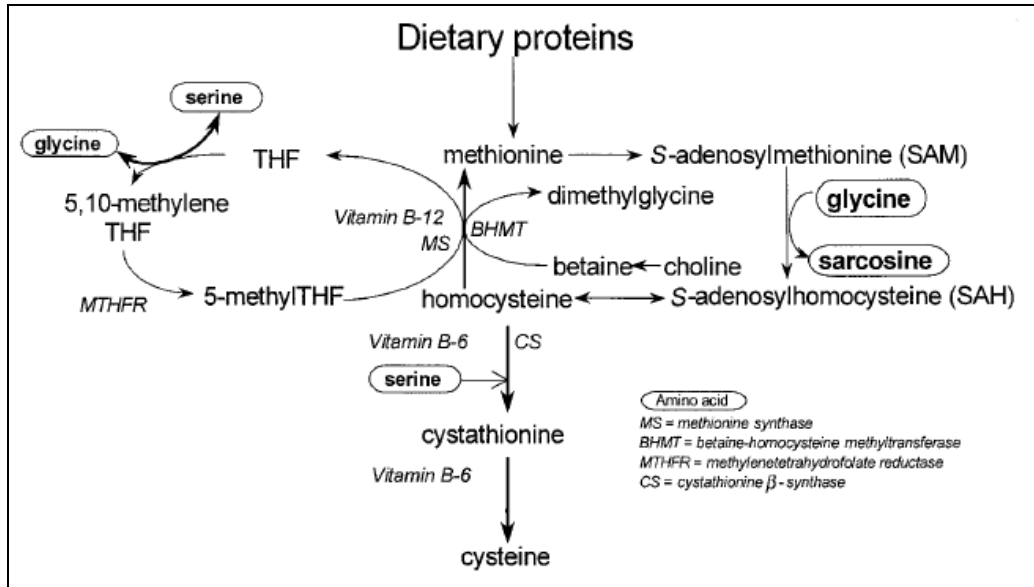 Dietary proteins
serine
glycine
THF
methionine
S-adenosylmethionine (SAM)
5,10-methylene
THF
Vitamin B-12
MS
BHMT
dimethylglycine
glycine
betaine
choline
sarcosine
MTHFR
5-methylTHF
homocysteine
S-adenosylhomocysteine (SAH)
Vitamin B-6
CS
serine
cystathionine
Vitamin B-6
cysteine
Amino acid
MS = methionine synthase
BHMT = betaine-homocysteine methyltransferase
MTHFR = methylenetetrahydrofolate reductase
CS = cystathionine β-synthase